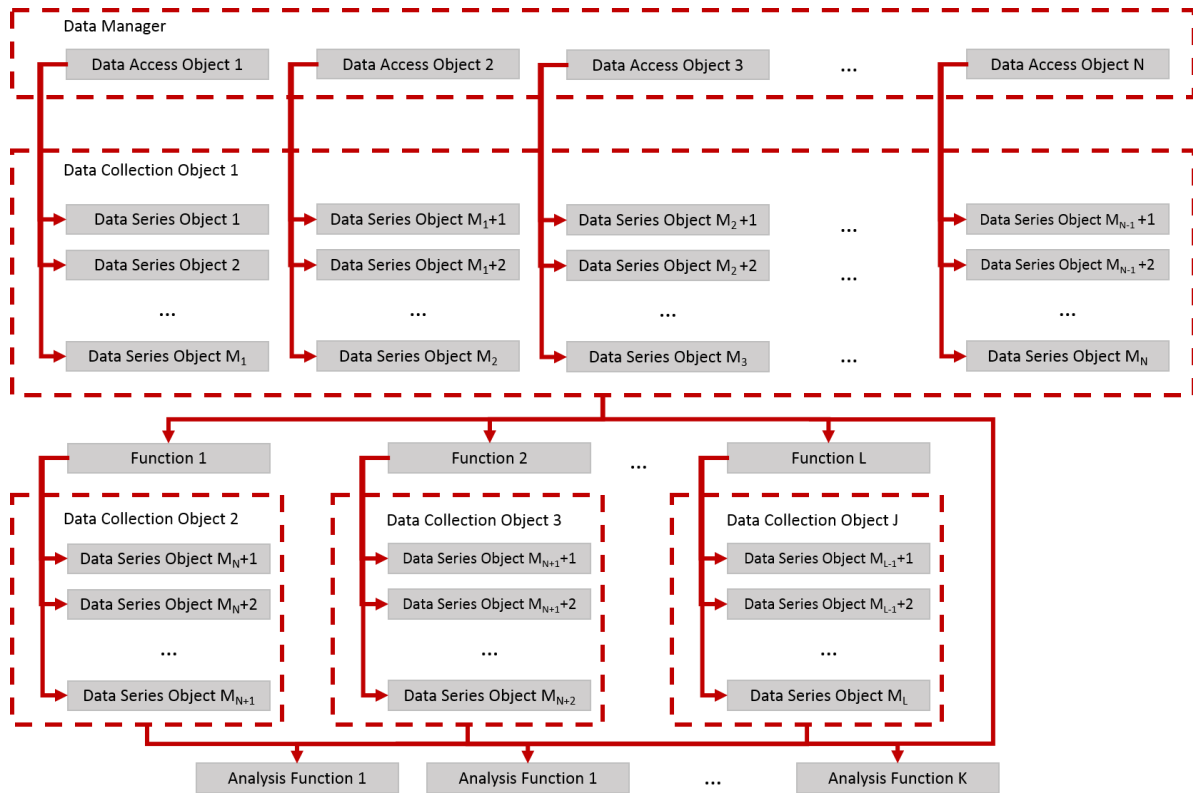 Data Manager
Data Access Object 1
Data Access Object 2
Data Access Object 3
...
Data Access Object N
Data Collection Object 1
Data Series Object 1
Data Series Object M₁+1
Data Series Object M₂+1
...
Data Series Object Mₙ₋₁+1
Data Series Object 2
Data Series Object M₁+2
Data Series Object M₂+2
...
Data Series Object Mₙ₋₁+2
...
...
...
...
Data Series Object M₁
Data Series Object M₂
Data Series Object M₃
...
Data Series Object Mₙ
Function 1
Function 2
...
Function L
Data Collection Object 2
Data Collection Object 3
Data Collection Object J
Data Series Object Mₙ+1
Data Series Object Mₙ₊₁+1
Data Series Object M_L-1+1
Data Series Object Mₙ+2
Data Series Object Mₙ₊₁+2
Data Series Object M_L-1+2
...
...
...
Data Series Object Mₙ₊₁
Data Series Object Mₙ₊₂
Data Series Object M_L
Analysis Function 1
Analysis Function 1
...
Analysis Function K